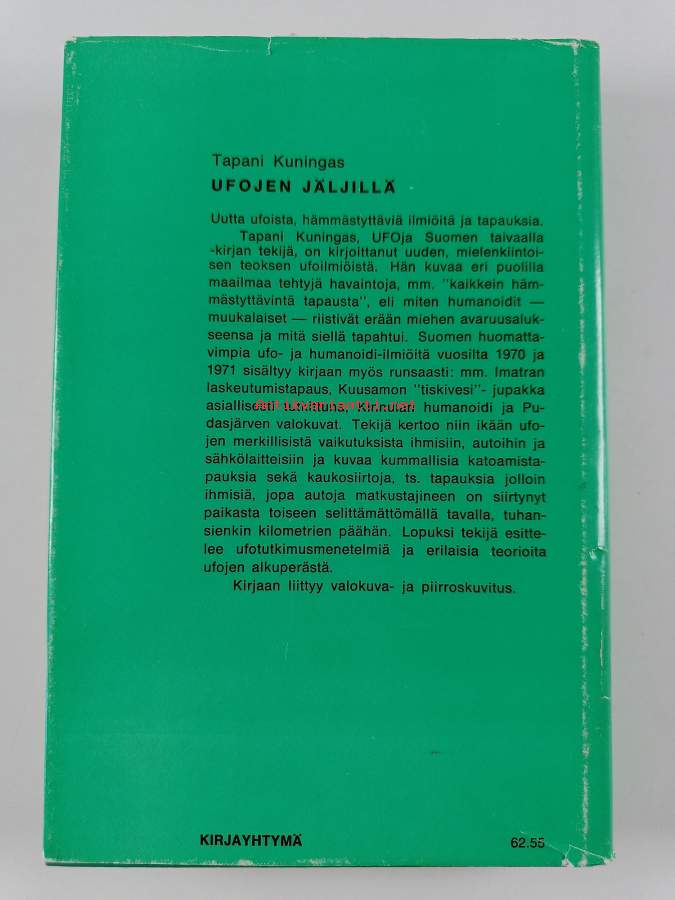 Tapani Kuningas
UFOJEN JÄLJILLÄ
Uutta ufoista, hämmästyttäviä ilmiöitä ja tapauksia.
Tapani Kuningas, UFOja Suomen taivaalla
-kirjan tekijä, on kirjoittanut uuden, mielenkiintoi-
sen teoksen ufoilmiöistä. Hän kuvaa eri puolilla
maailmaa tehtyjä havaintoja, mm. "kaikkein häm-
mästyttävintä tapausta", eli miten humanoidit —
muukalaiset — riistivät erään miehen avaruusaluk-
seensa ja mitä siellä tapahtui. Suomen huomatta-
vimpia ufo- ja humanoidi-ilmiöitä vuosilta 1970 ja
1971 sisältyy kirjaan myös runsaasti: mm. Imatran
laskeutumistapaus, Kuusamon "tiskivesi"- jupakka
asiallisesti humanoidi ja Pu-
dasjärven valokuvat. Tekijä kertoo niin ikään ufo-
jen merkillisistä vaikutuksista ihmisiin, autoihin ja
sähkölaitteisiin ja kuvaa kummallisia katoamista-
pauksia sekä kaukosiirtoja, ts. tapauksia jolloin
ihmisiä, jopa autoja matkustajineen on siirtynyt
paikasta toiseen selittämättömällä tavalla, tuhan-
sienkin kilometrien päähän. Lopuksi tekijä esitte-
lee ufotutkimusmenetelmiä ja erilaisia teorioita
ufojen alkuperästä.
Kirjaan liittyy valokuva- ja piirroskuvitus.
KIRJAYHTYMÄ
62.55